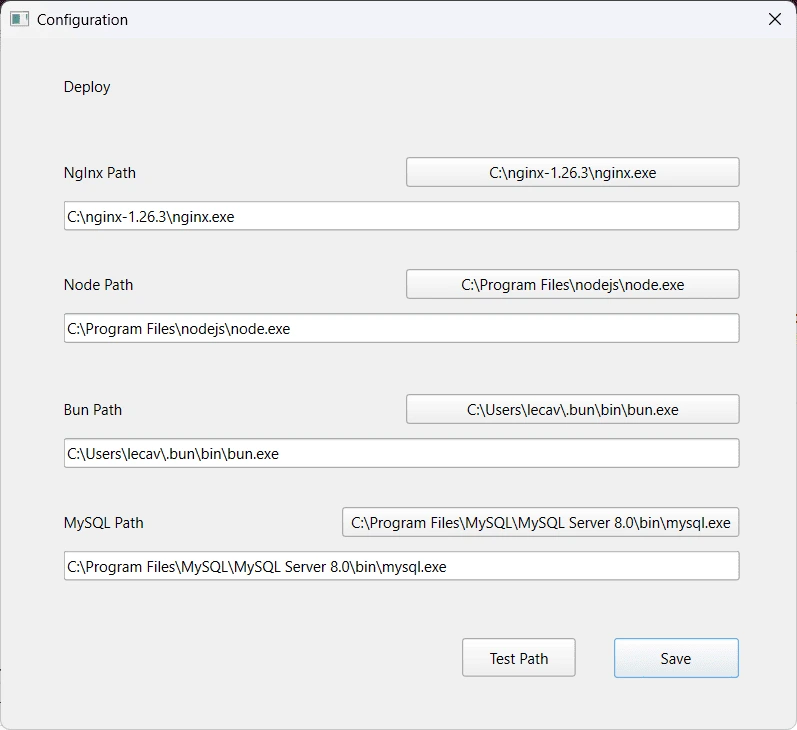 Configuration
Deploy
NgInx Path
C:\nginx-1.26.3\nginx.exe
C:\nginx-1.26.3\nginx.exe
Node Path
C:\Program Files\nodejs\node.exe
C:\Program Files\nodejs\node.exe
Bun Path
C:\Users\lecav\.bun\bin\bun.exe
C:\Users\lecav\.bun\bin\bun.exe
MySQL Path
C:\Program Files\MySQL\MySQL Server 8.0\bin\mysql.exe
C:\Program Files\MySQL\MySQL Server 8.0\bin\mysql.exe
Test Path
Save